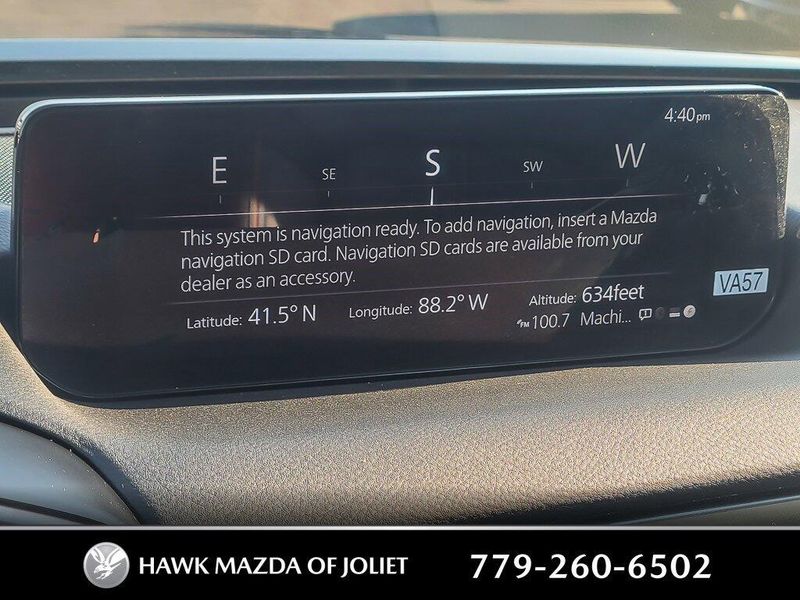 4:40pm
E SE S SW W
This system is navigation ready. To add navigation, insert a Mazda
navigation SD card. Navigation SD cards are available from your
dealer as an accessory.
VA57
Latitude: 41.5° N Longitude: 88.2° W Altitude: 634feet
FM 100.7 Machi...
HAWK MAZDA OF JOLIET 779-260-6502